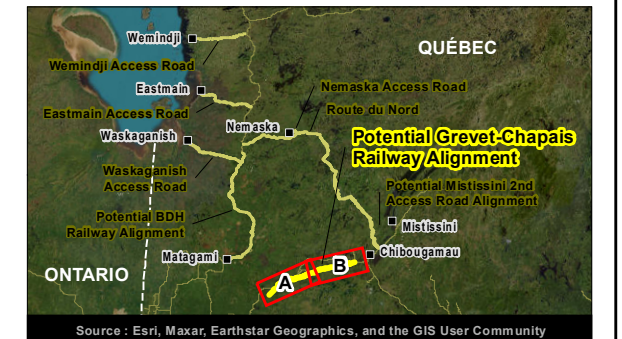 Wemindji
QUÉBEC
Wemindji Access Road
Eastmain
Nemaska Access Road
Eastmain Access Road
Route du Nord
Nemaska
Waskaganish
Potential Grevet-Chapais
Railway Alignment
Waskaganish
Access Road
Potential Mistissini 2nd
Access Road Alignment
Potential BDH
Railway Alignment
Mistissini
Matagami
Chibougamau
ONTARIO
A
B
Source : Esri, Maxar, Earthstar Geographics, and the GIS User Community